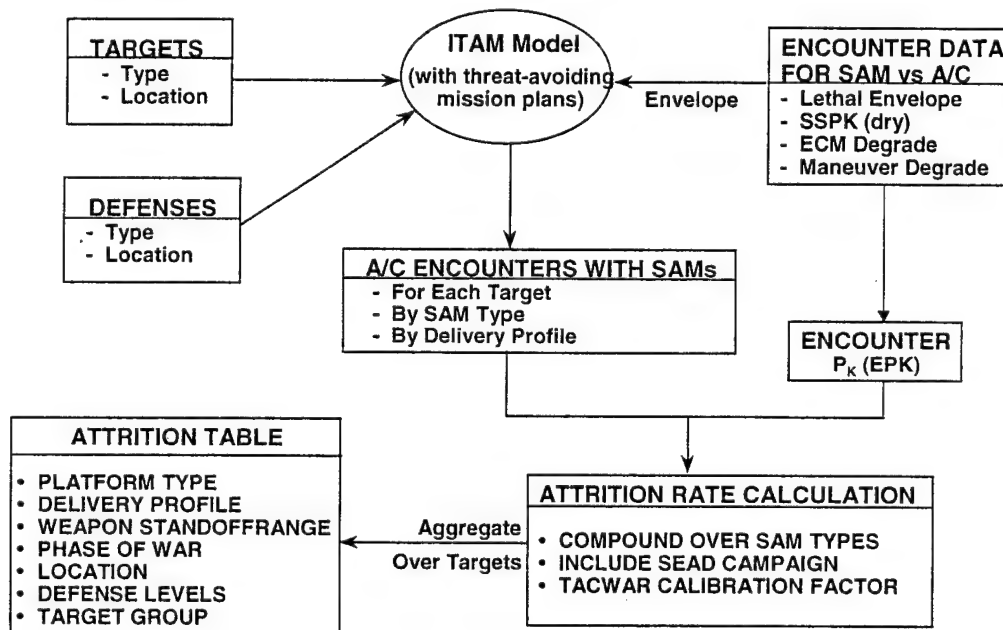 TARGETS
- Type
- Location
DEFENSES
- Type
- Location
ITAM Model
(with threat-avoiding
mission plans)
Envelope
ENCOUNTER DATA
FOR SAM vs A/C
- Lethal Envelope
- SSPK (dry)
- ECM Degrade
- Maneuver Degrade
A/C ENCOUNTERS WITH SAMs
- For Each Target
- By SAM Type
- By Delivery Profile
ENCOUNTER
PK (EPK)
ATTRITION RATE CALCULATION
• COMPOUND OVER SAM TYPES
• INCLUDE SEAD CAMPAIGN
• TACWAR CALIBRATION FACTOR
Aggregate
Over Targets
ATTRITION TABLE
• PLATFORM TYPE
• DELIVERY PROFILE
• WEAPON STANDOFFRANGE
• PHASE OF WAR
• LOCATION
• DEFENSE LEVELS
• TARGET GROUP